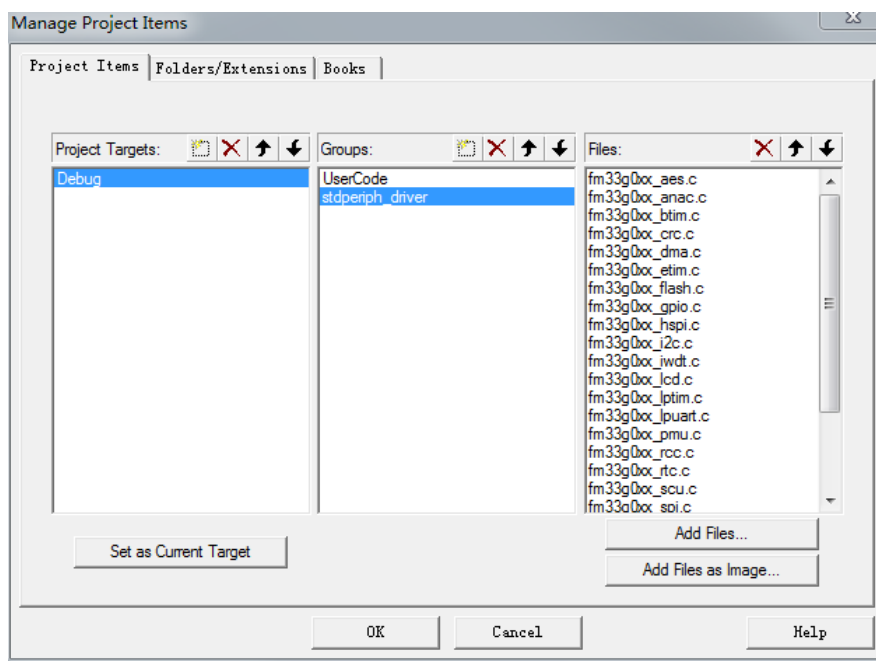 Manage Project Items
Project Items Folders/Extensions Books
Project Targets:
Debug
Set as Current Target
Groups:
UserCode
stdperiph_driver
Files:
fm33g0xx_aes.c
fm33g0xx_anac.c
fm33g0xx_btim.c
fm33g0xx_crc.c
fm33g0xx_dma.c
fm33g0xx_etim.c
fm33g0xx_flash.c
fm33g0xx_gpio.c
fm33g0xx_hspi.c
fm33g0xx_i2c.c
fm33g0xx_iwdt.c
fm33g0xx_lcd.c
fm33g0xx_lptim.c
fm33g0xx_lpuart.c
fm33g0xx_pmu.c
fm33g0xx_rcc.c
fm33g0xx_rtc.c
fm33g0xx_scu.c
fm33g0xx_spi.c
Add Files...
Add Files as Image...
OK Cancel Help